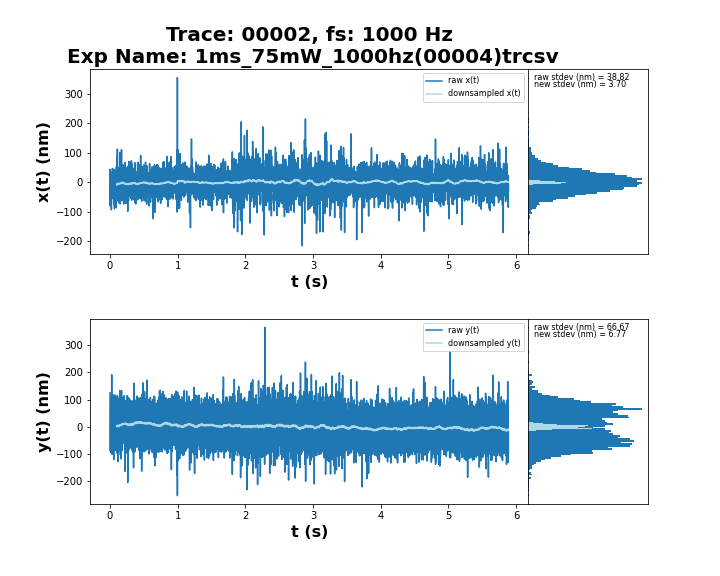 Trace: 00002, fs: 1000 Hz
Exp Name: 1ms_75mW_1000hz(00004)trcsv
raw x(t)
downsampled x(t)
raw stdev (nm) = 38.82
new stdev (nm) = 3.70
x(t) (nm)
300
200
100
0
−100
−200
0 1 2 3 4 5 6
t (s)
raw y(t)
downsampled y(t)
raw stdev (nm) = 66.67
new stdev (nm) = 6.77
y(t) (nm)
300
200
100
0
−100
−200
0 1 2 3 4 5 6
t (s)